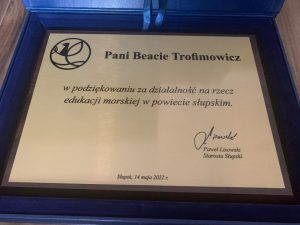 Pani Beacie Trofimowicz
w podziękowaniu za działalność na rzecz
edukacji morskiej w powiecie słupskim.
Paweł Lisowski
Starosta Słupski
Słupsk, 14 maja 2022 r.